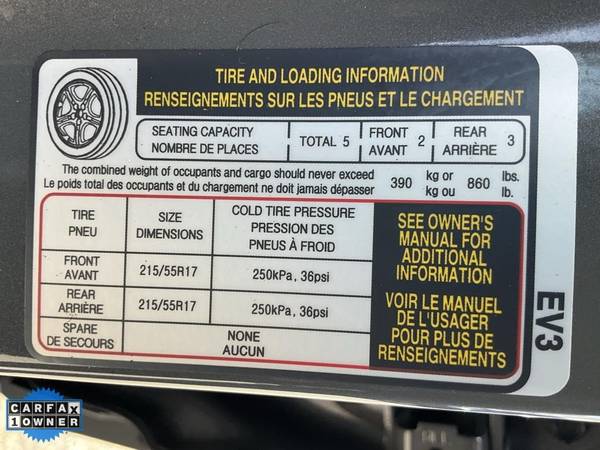 TIRE AND LOADING INFORMATION
RENSEIGNEMENTS SUR LES PNEUS ET LE CHARGEMENT
SEATING CAPACITY
NOMBRE DE PLACES
TOTAL 5
FRONT
AVANT
2
REAR
ARRIÈRE
3
The combined weight of occupants and cargo should never exceed
Le poids total des occupants et du chargement ne doit jamais dépasser
390
kg or
kg ou
860
lbs.
lb.
TIRE
PNEU
SIZE
DIMENSIONS
COLD TIRE PRESSURE
PRESSION DES
PNEUS À FROID
FRONT
AVANT
215/55R17
250kPa, 36psi
REAR
ARRIÈRE
215/55R17
250kPa, 36psi
SPARE
DE SECOURS
NONE
AUCUN
SEE OWNER'S
MANUAL FOR
ADDITIONAL
INFORMATION
VOIR LE MANUEL
DE L'USAGER
POUR PLUS DE
RENSEIGNEMENTS
EV3
CARFAX
1 OWNER